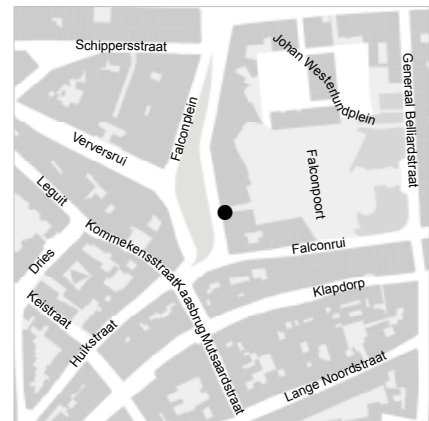 Schippersstraat
Johan Westerlundplein
Generaal Belliardstraat
Falconplein
Verversrui
Falconpoort
Leguit
Kommekensstraat
Falconrui
Dries
Klapdorp
Keistraat
Kaasbrug
Huikstraat
Mutsaardstraat
Lange Noordstraat